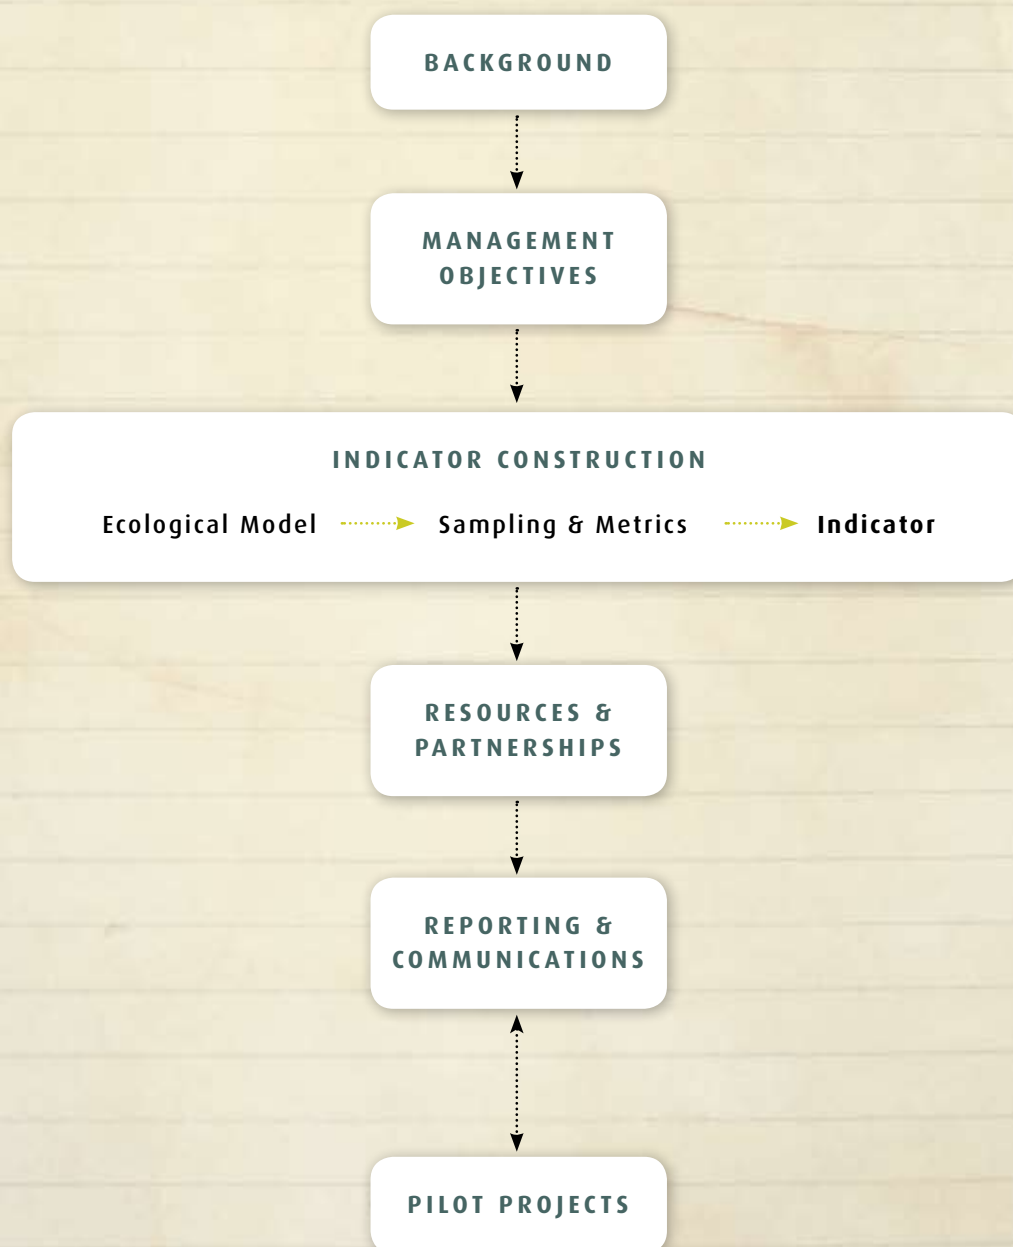 BACKGROUND
MANAGEMENT
OBJECTIVES
INDICATOR CONSTRUCTION
Ecological Model Sampling & Metrics Indicator
RESOURCES &
PARTNERSHIPS
REPORTING &
COMMUNICATIONS
PILOT PROJECTS